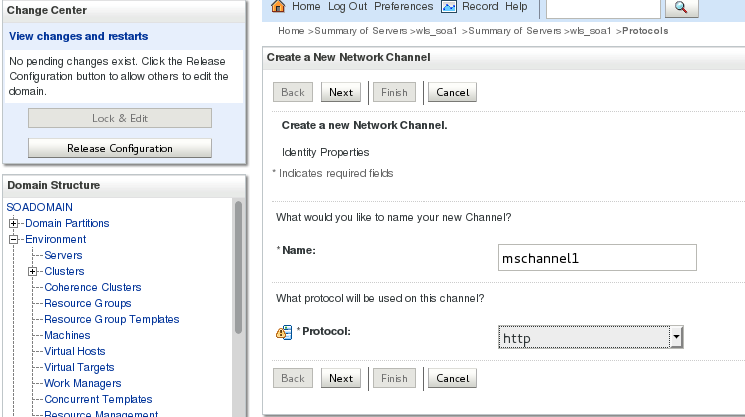 Change Center
View changes and restarts
No pending changes exist. Click the Release
Configuration button to allow others to edit the
domain.
Lock & Edit
Release Configuration
Domain Structure
SOADOMAIN
Domain Partitions
Environment
Servers
Clusters
Coherence Clusters
Resource Groups
Resource Group Templates
Machines
Virtual Hosts
Virtual Targets
Work Managers
Concurrent Templates
Resource Management
Home Log Out Preferences Record Help
Home >Summary of Servers >wls_soa1 >Summary of Servers >wls_soa1 >Protocols
Create a New Network Channel
Back Next Finish Cancel
Create a new Network Channel.
Identity Properties
* Indicates required fields
What would you like to name your new Channel?
* Name: mschannel1
What protocol will be used on this channel?
* Protocol: http
Back Next Finish Cancel